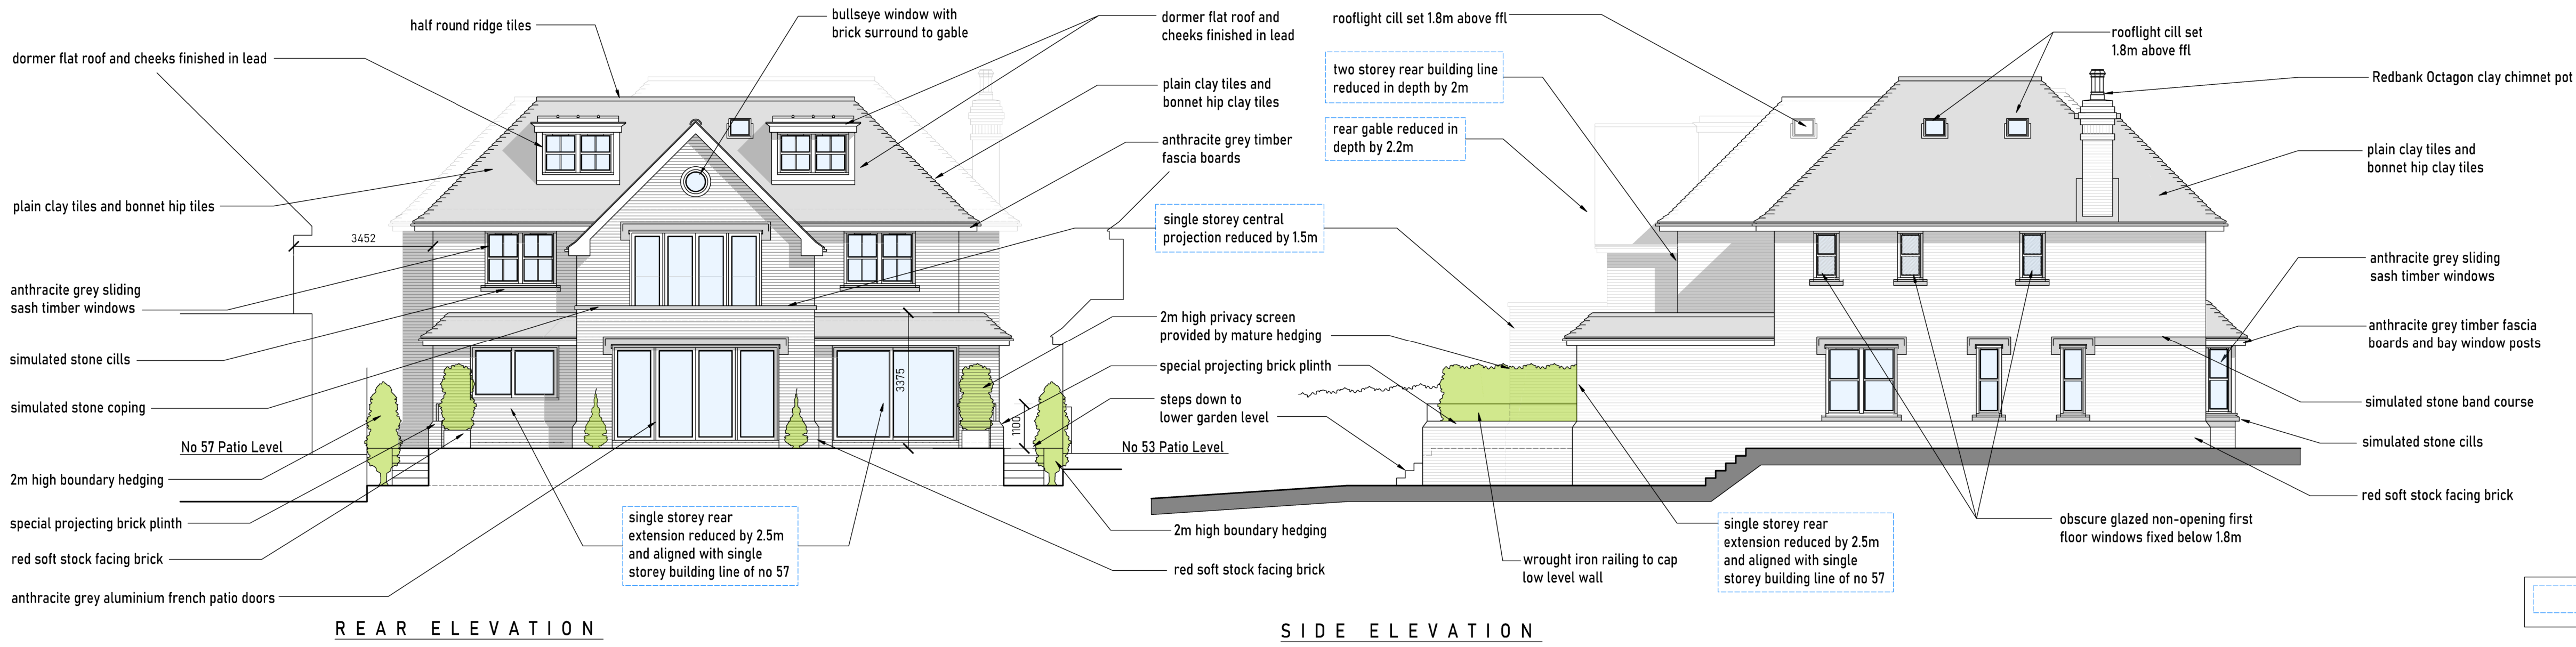 half round ridge tiles
bullseye window with
brick surround to gable
dormer flat roof and
cheeks finished in lead
dormer flat roof and cheeks finished in lead
plain clay tiles and
bonnet hip clay tiles
anthracite grey timber
fascia boards
plain clay tiles and bonnet hip tiles
3452
single storey central
projection reduced by 1.5m
anthracite grey sliding
sash timber windows
2m high privacy screen
provided by mature hedging
simulated stone cills
special projecting brick plinth
3375
simulated stone coping
steps down to
lower garden level
1100
No 57 Patio Level
No 53 Patio Level
2m high boundary hedging
special projecting brick plinth
single storey rear
extension reduced by 2.5m
and aligned with single
storey building line of no 57
2m high boundary hedging
red soft stock facing brick
red soft stock facing brick
anthracite grey aluminium french patio doors
REAR ELEVATION
rooflight cill set 1.8m above ffl
rooflight cill set
1.8m above ffl
two storey rear building line
reduced in depth by 2m
Redbank Octagon clay chimnet pot
rear gable reduced in
depth by 2.2m
plain clay tiles and
bonnet hip clay tiles
anthracite grey sliding
sash timber windows
anthracite grey timber fascia
boards and bay window posts
simulated stone band course
simulated stone cills
red soft stock facing brick
obscure glazed non-opening first
floor windows fixed below 1.8m
single storey rear
extension reduced by 2.5m
and aligned with single
storey building line of no 57
wrought iron railing to cap
low level wall
SIDE ELEVATION